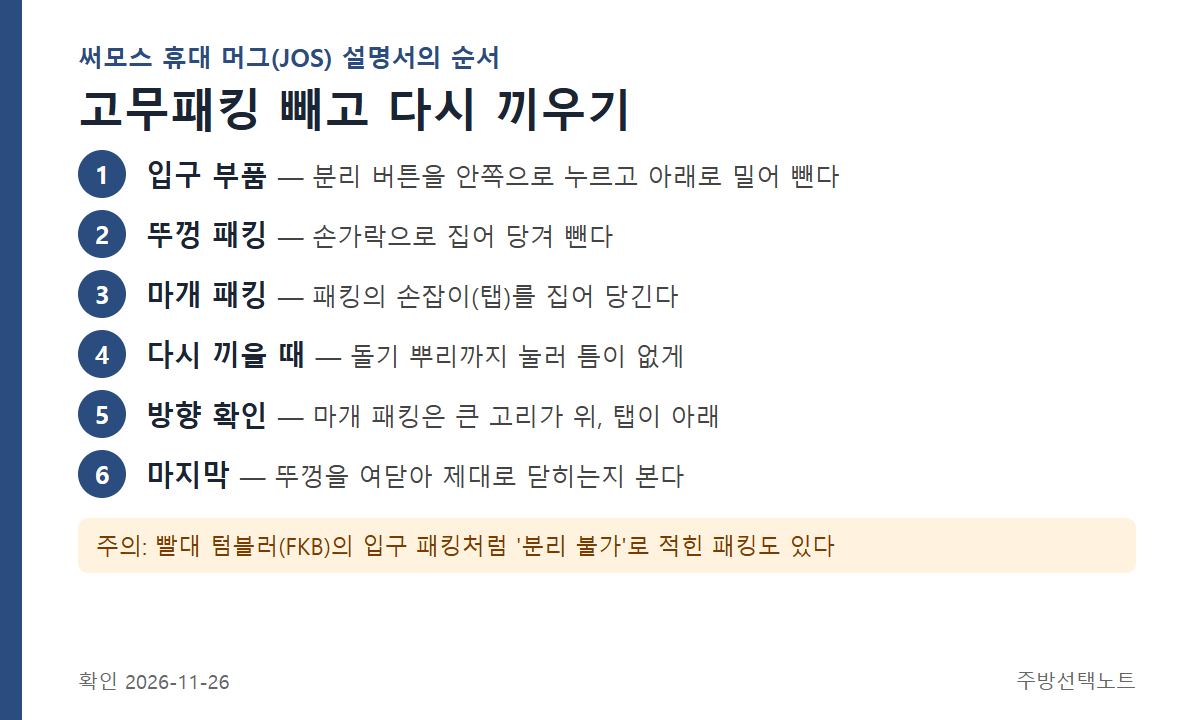 써모스 휴대 머그(JOS) 설명서의 순서
고무패킹 빼고 다시 끼우기
1 입구 부품 — 분리 버튼을 안쪽으로 누르고 아래로 밀어 뺀다
2 뚜껑 패킹 — 손가락으로 집어 당겨 뺀다
3 마개 패킹 — 패킹의 손잡이(탭)를 집어 당긴다
4 다시 끼울 때 — 돌기 뿌리까지 눌러 틈이 없게
5 방향 확인 — 마개 패킹은 큰 고리가 위, 탭이 아래
6 마지막 — 뚜껑을 여닫아 제대로 닫히는지 본다
주의: 빨대 텀블러(FKB)의 입구 패킹처럼 '분리 불가'로 적힌 패킹도 있다
확인 2026-11-26
주방선택노트